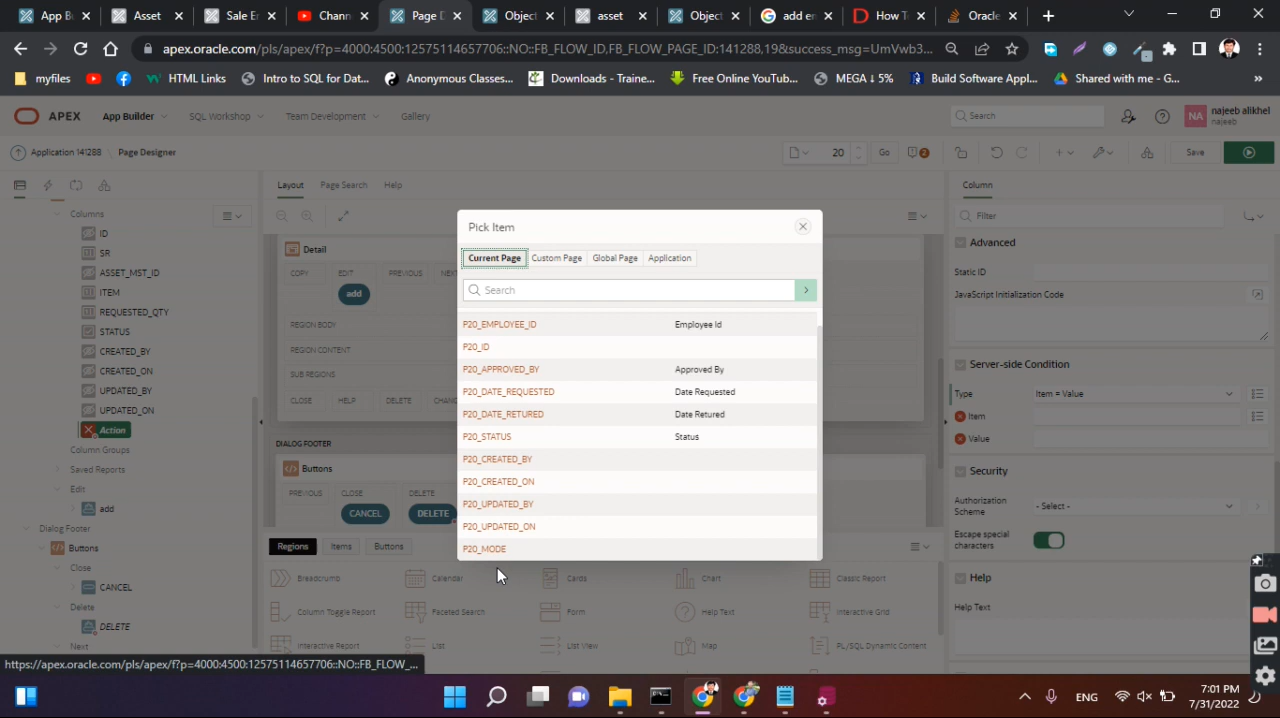 App B
Asset
Sale E
Chann
Page D
Object
asset
Object
add en
How T
Oracle
apex.oracle.com/pls/apex/f?p=4000:4500:12575114657706::NO::FB_FLOW_ID,FB_FLOW_PAGE_ID:141288,19&success_msg=UmVwb3...
myfiles
HTML Links
Intro to SQL for Dat...
Anonymous Classes...
Downloads - Traine...
Free Online YouTub...
MEGA ↓ 5%
Build Software Appl...
Shared with me - G...
APEX
App Builder
SQL Workshop
Team Development
Gallery
Search
NA
najeeb alikhel
najeeb
Application 141288
Page Designer
20
Go
2
Save
Layout
Page Search
Help
Column
Columns
ID
SR
ASSET_MST_ID
ITEM
REQUESTED_QTY
STATUS
CREATED_BY
CREATED_ON
UPDATED_BY
UPDATED_ON
Action
Column Groups
Saved Reports
Edit
add
Dialog Footer
Buttons
Close
CANCEL
Delete
DELETE
Next
Detail
COPY
EDIT
PREVIOUS
NEX
add
REGION BODY
REGION CONTENT
SUB REGIONS
CLOSE
HELP
DELETE
CHANG
DIALOG FOOTER
Buttons
PREVIOUS
CLOSE
DELETE
CANCEL
DELETE
Regions
Items
Buttons
Breadcrumb
Calendar
Cards
Chart
Classic Report
Column Toggle Report
Faceted Search
Form
Help Text
Interactive Grid
Interactive Report
List
List View
Map
PL/SQL Dynamic Content
Pick Item
Current Page
Custom Page
Global Page
Application
Search
P20_EMPLOYEE_ID Employee Id
P20_ID
P20_APPROVED_BY Approved By
P20_DATE_REQUESTED Date Requested
P20_DATE_RETURED Date Retured
P20_STATUS Status
P20_CREATED_BY
P20_CREATED_ON
P20_UPDATED_BY
P20_UPDATED_ON
P20_MODE
Filter
Advanced
Static ID
JavaScript Initialization Code
Server-side Condition
Type Item = Value
Item
Value
Security
Authorization Scheme - Select -
Escape special characters
Help
Help Text
https://apex.oracle.com/pls/apex/f?p=4000:4500:12575114657706::NO::FB_FLOW_...
ENG
7:01 PM
7/31/2022